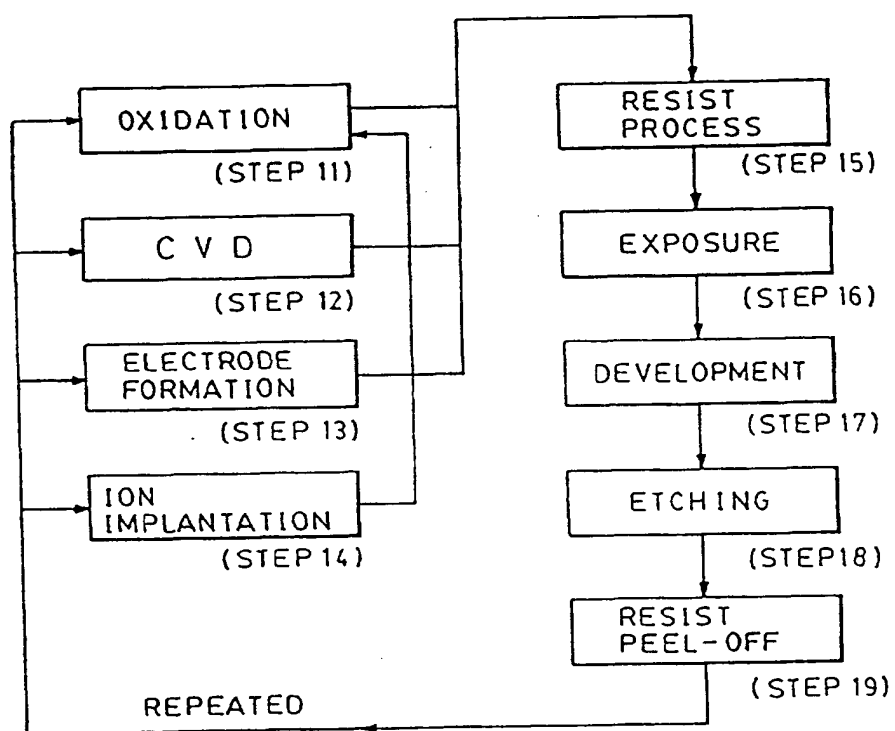 OXIDATION
(STEP 11)
C V D
(STEP 12)
ELECTRODE
FORMATION
(STEP 13)
ION
IMPLANTATION
(STEP 14)
RESIST
PROCESS
(STEP 15)
EXPOSURE
(STEP 16)
DEVELOPMENT
(STEP 17)
ETCHING
(STEP18)
RESIST
PEEL-OFF
(STEP 19)
REPEATED